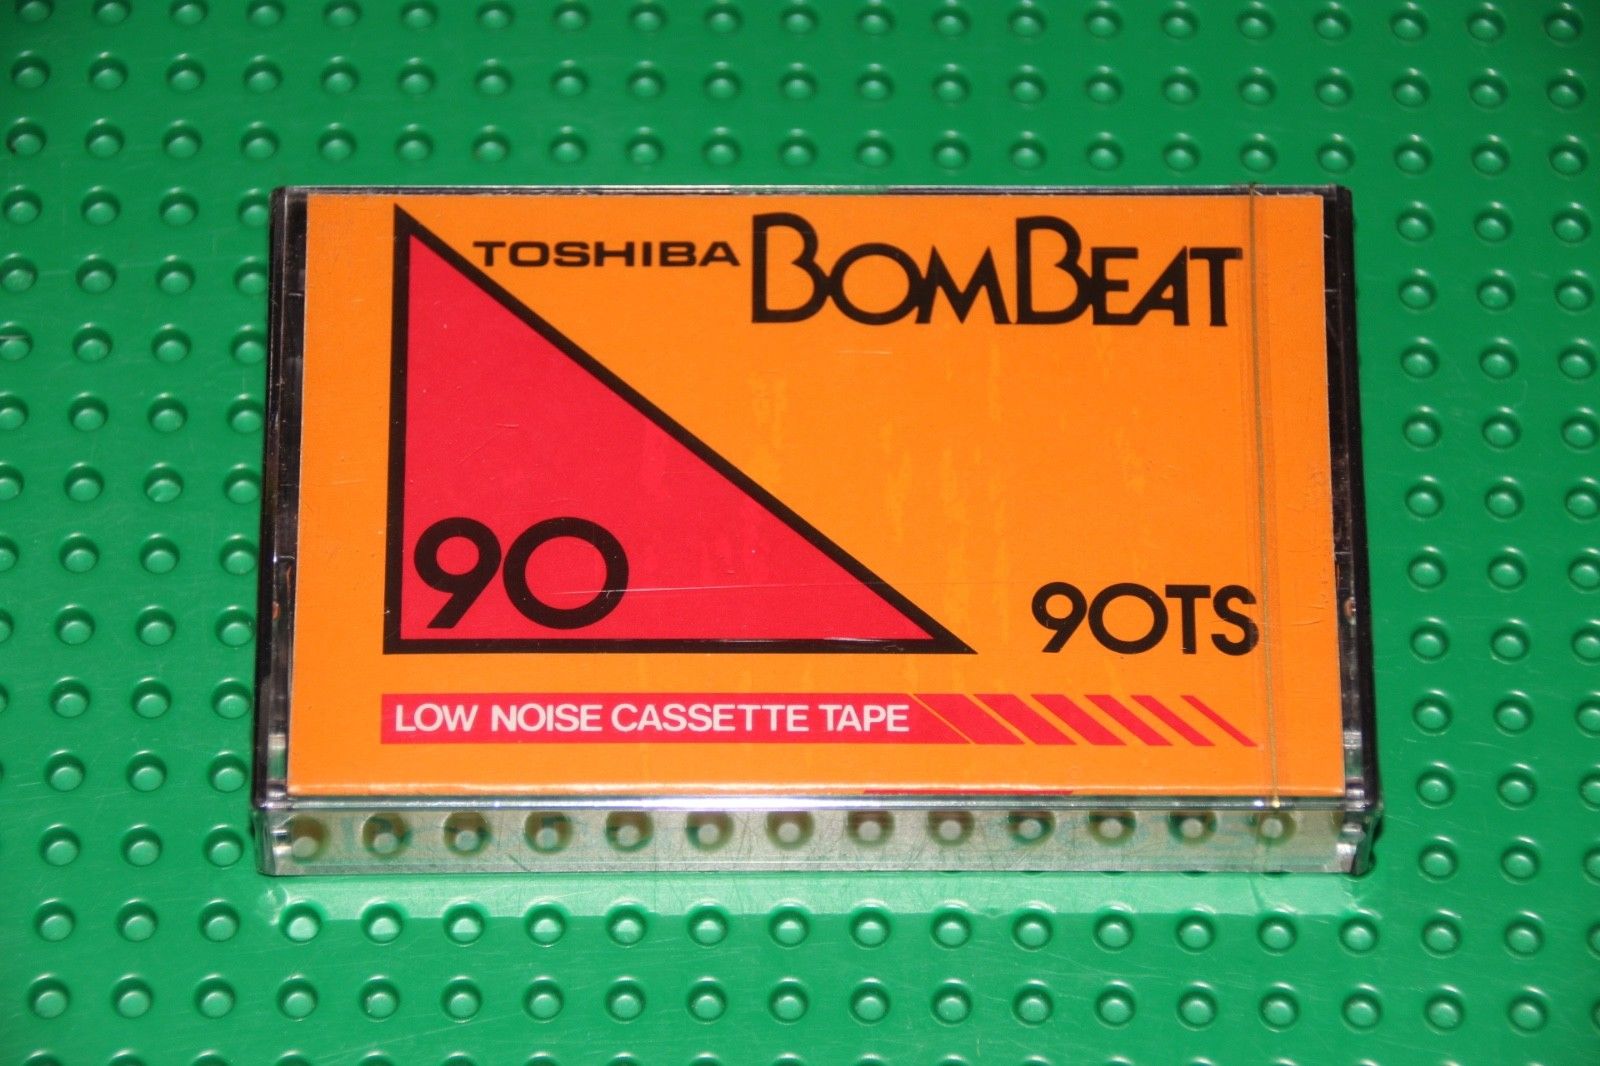 TOSHIBA BOMBEAT
90
90TS
LOW NOISE CASSETTE TAPE